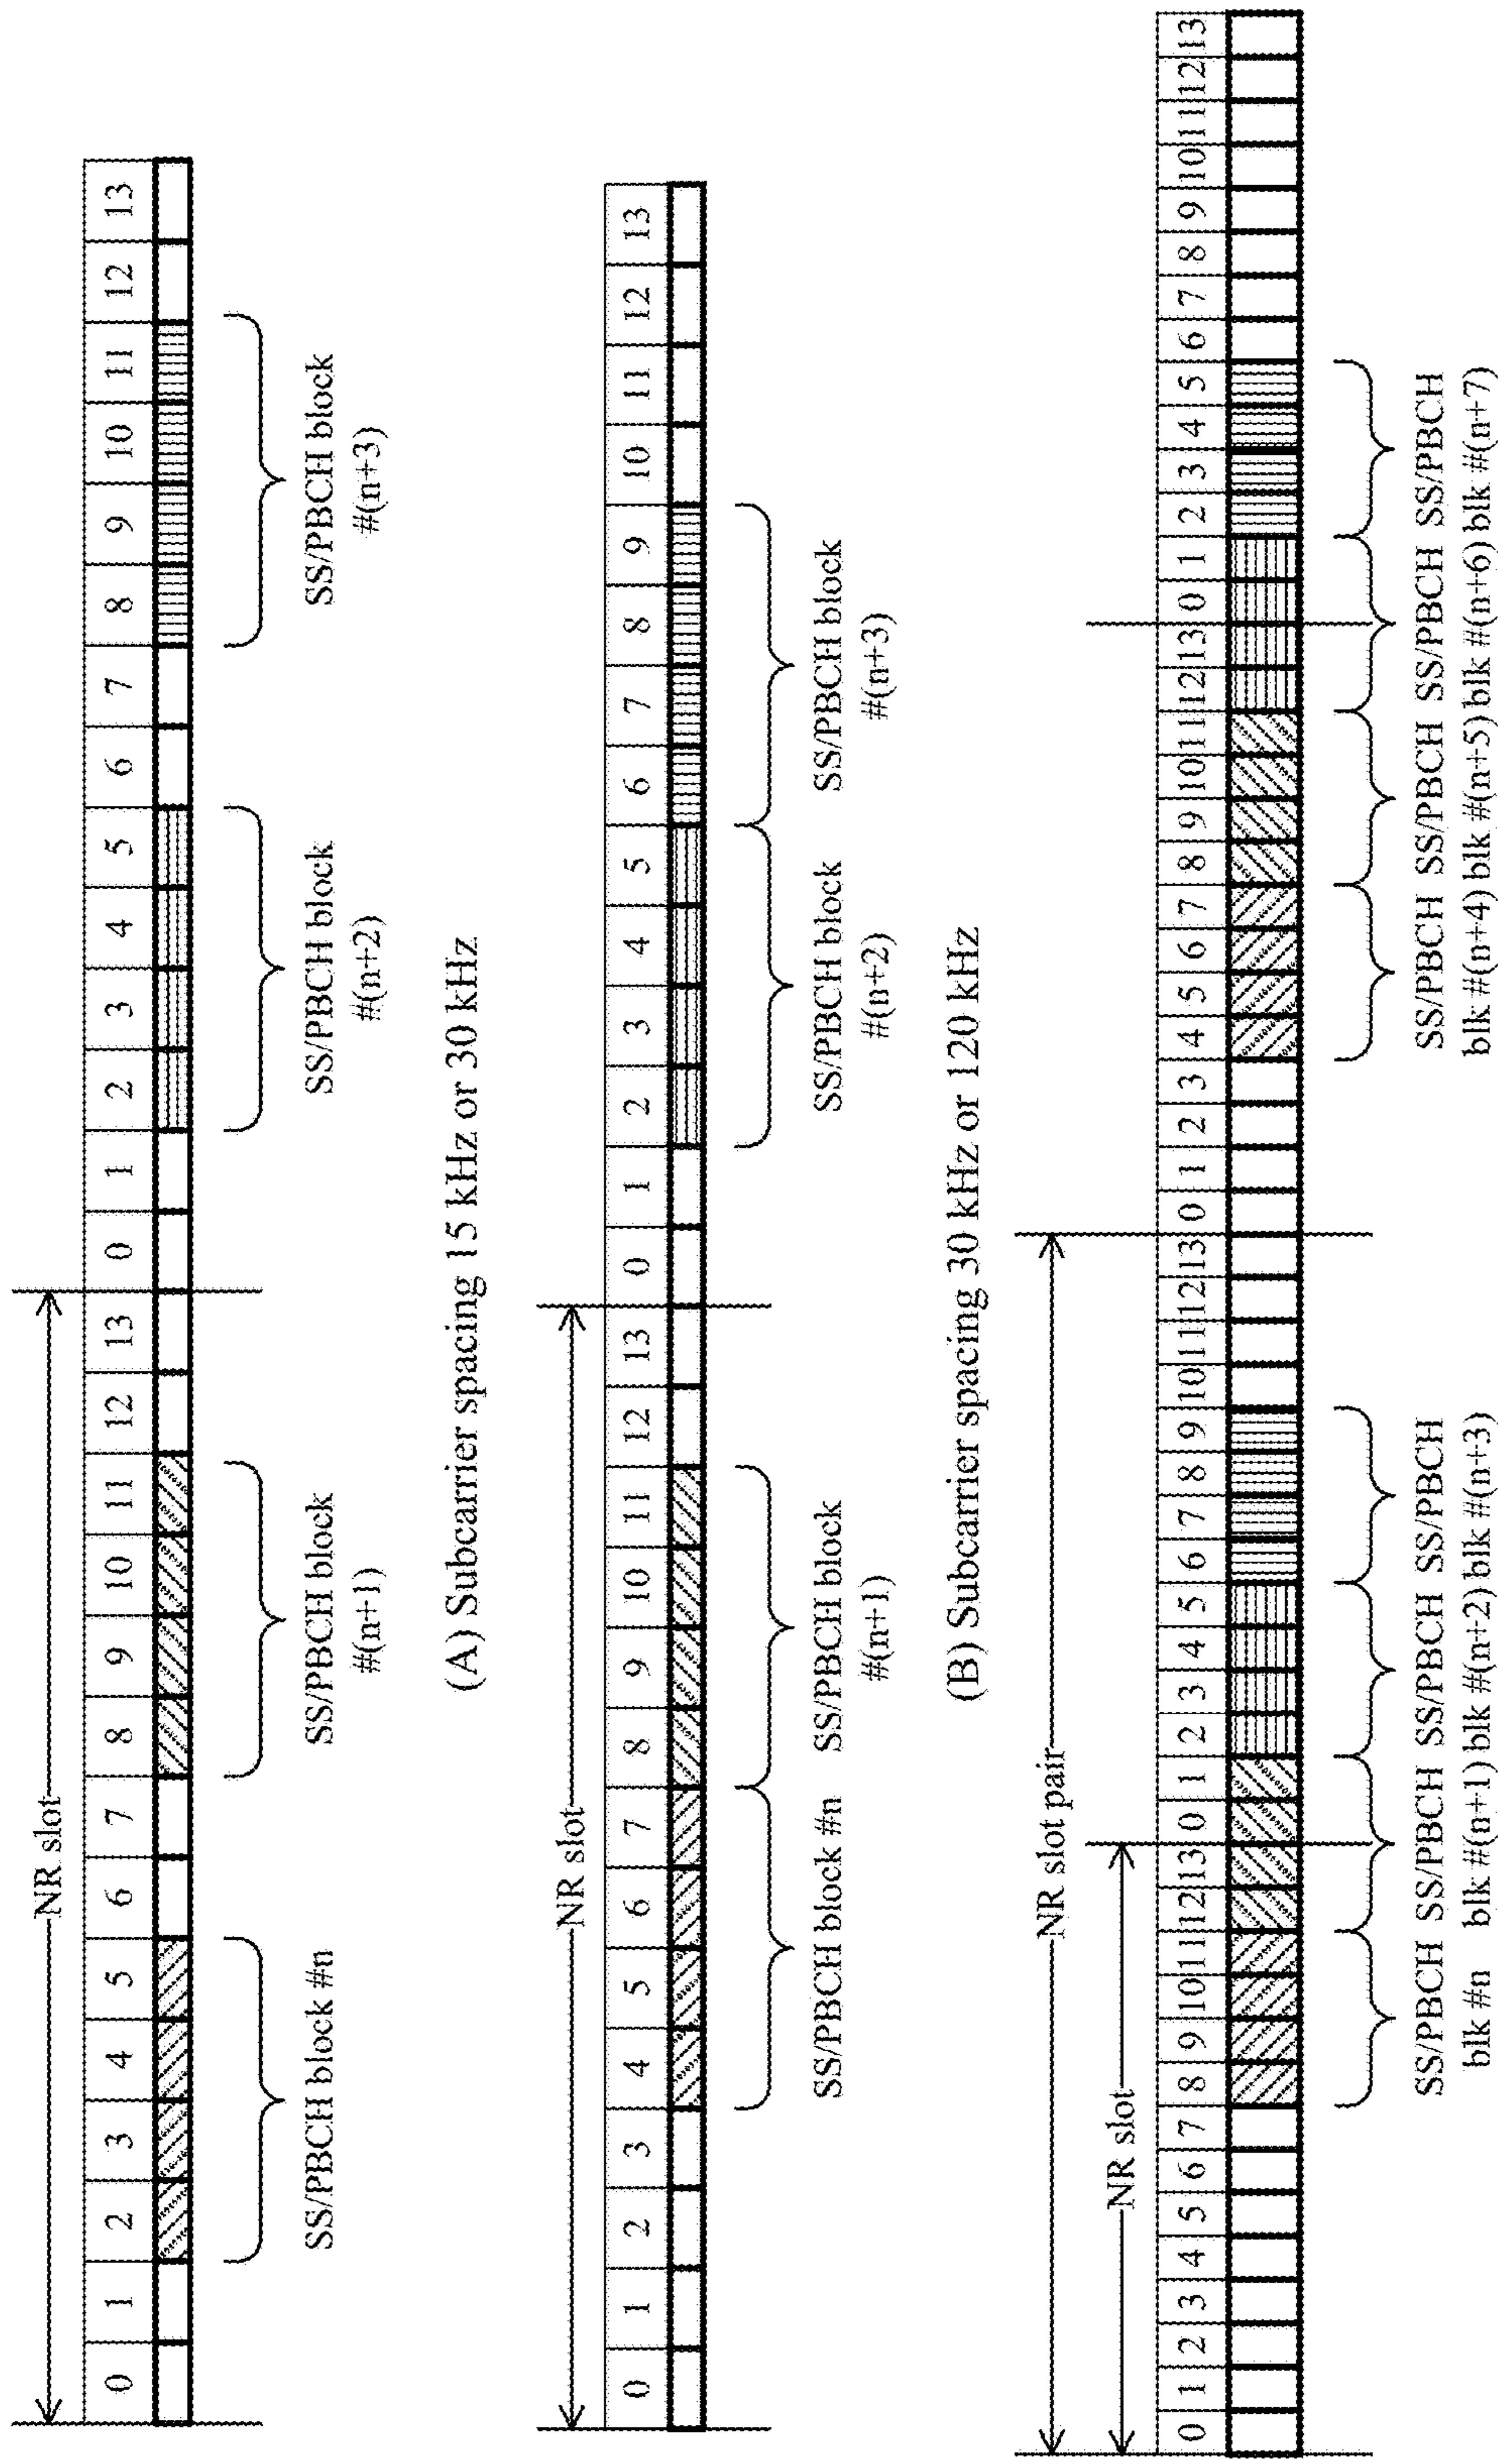 NR slot
0 1 2 3 4 5 6 7 8 9 10 11 12 13 0 1 2 3 4 5 6 7 8 9 10 11 12 13
SS/PBCH block #n
SS/PBCH block
#(n+1)
SS/PBCH block
#(n+2)
SS/PBCH block
#(n+3)
(A) Subcarrier spacing 15 kHz or 30 kHz
NR slot
0 1 2 3 4 5 6 7 8 9 10 11 12 13 0 1 2 3 4 5 6 7 8 9 10 11 12 13
SS/PBCH block #n
SS/PBCH block
#(n+1)
SS/PBCH block
#(n+2)
SS/PBCH block
#(n+3)
(B) Subcarrier spacing 30 kHz or 120 kHz
NR slot pair
NR slot
0 1 2 3 4 5 6 7 8 9 10 11 12 13 0 1 2 3 4 5 6 7 8 9 10 11 12 13 0 1 2 3 4 5 6 7 8 9 10 11 12 13 0 1 2 3 4 5 6 7 8 9 10 11 12 13
SS/PBCH SS/PBCH SS/PBCH SS/PBCH SS/PBCH SS/PBCH SS/PBCH SS/PBCH
blk #n blk #(n+1) blk #(n+2) blk #(n+3) blk #(n+4) blk #(n+5) blk #(n+6) blk #(n+7)